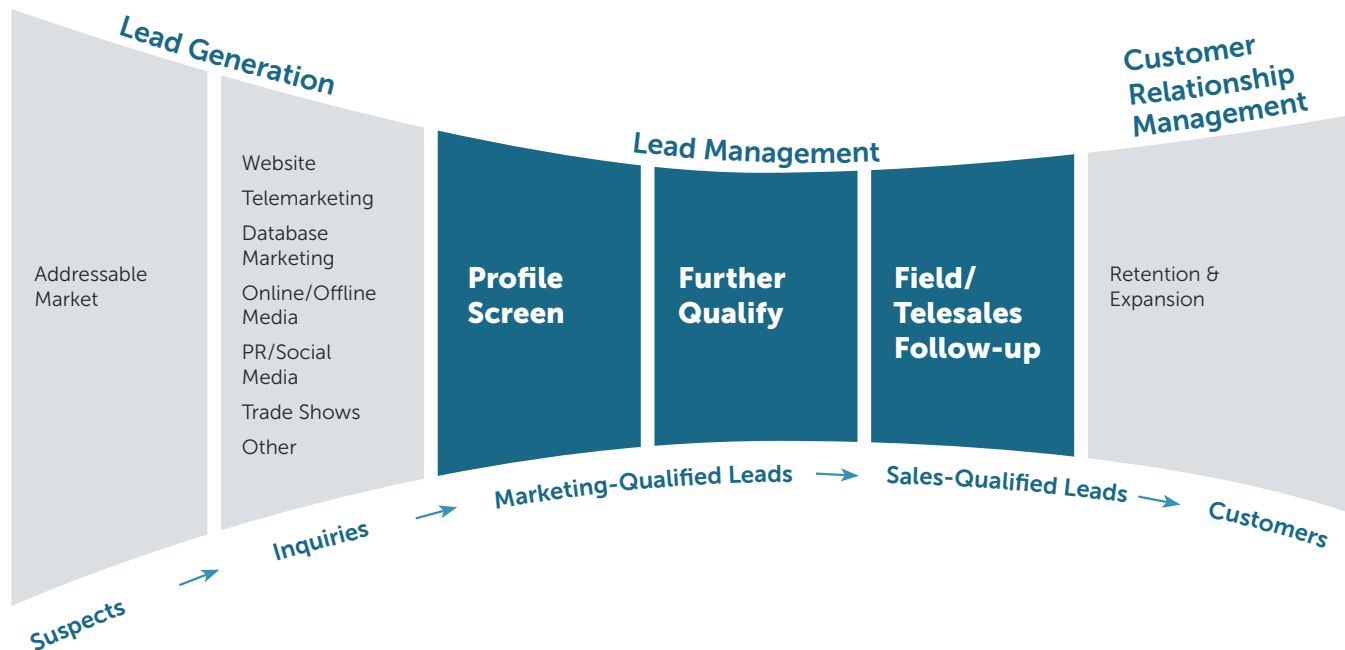 Lead Generation
Customer
Relationship
Management
Lead Management
Addressable
Market
Website
Telemarketing
Database
Marketing
Online/Offline
Media
PR/Social
Media
Trade Shows
Other
Profile
Screen
Further
Qualify
Field/
Telesales
Follow-up
Retention &
Expansion
Suspects
Inquiries
Marketing-Qualified Leads
Sales-Qualified Leads
Customers